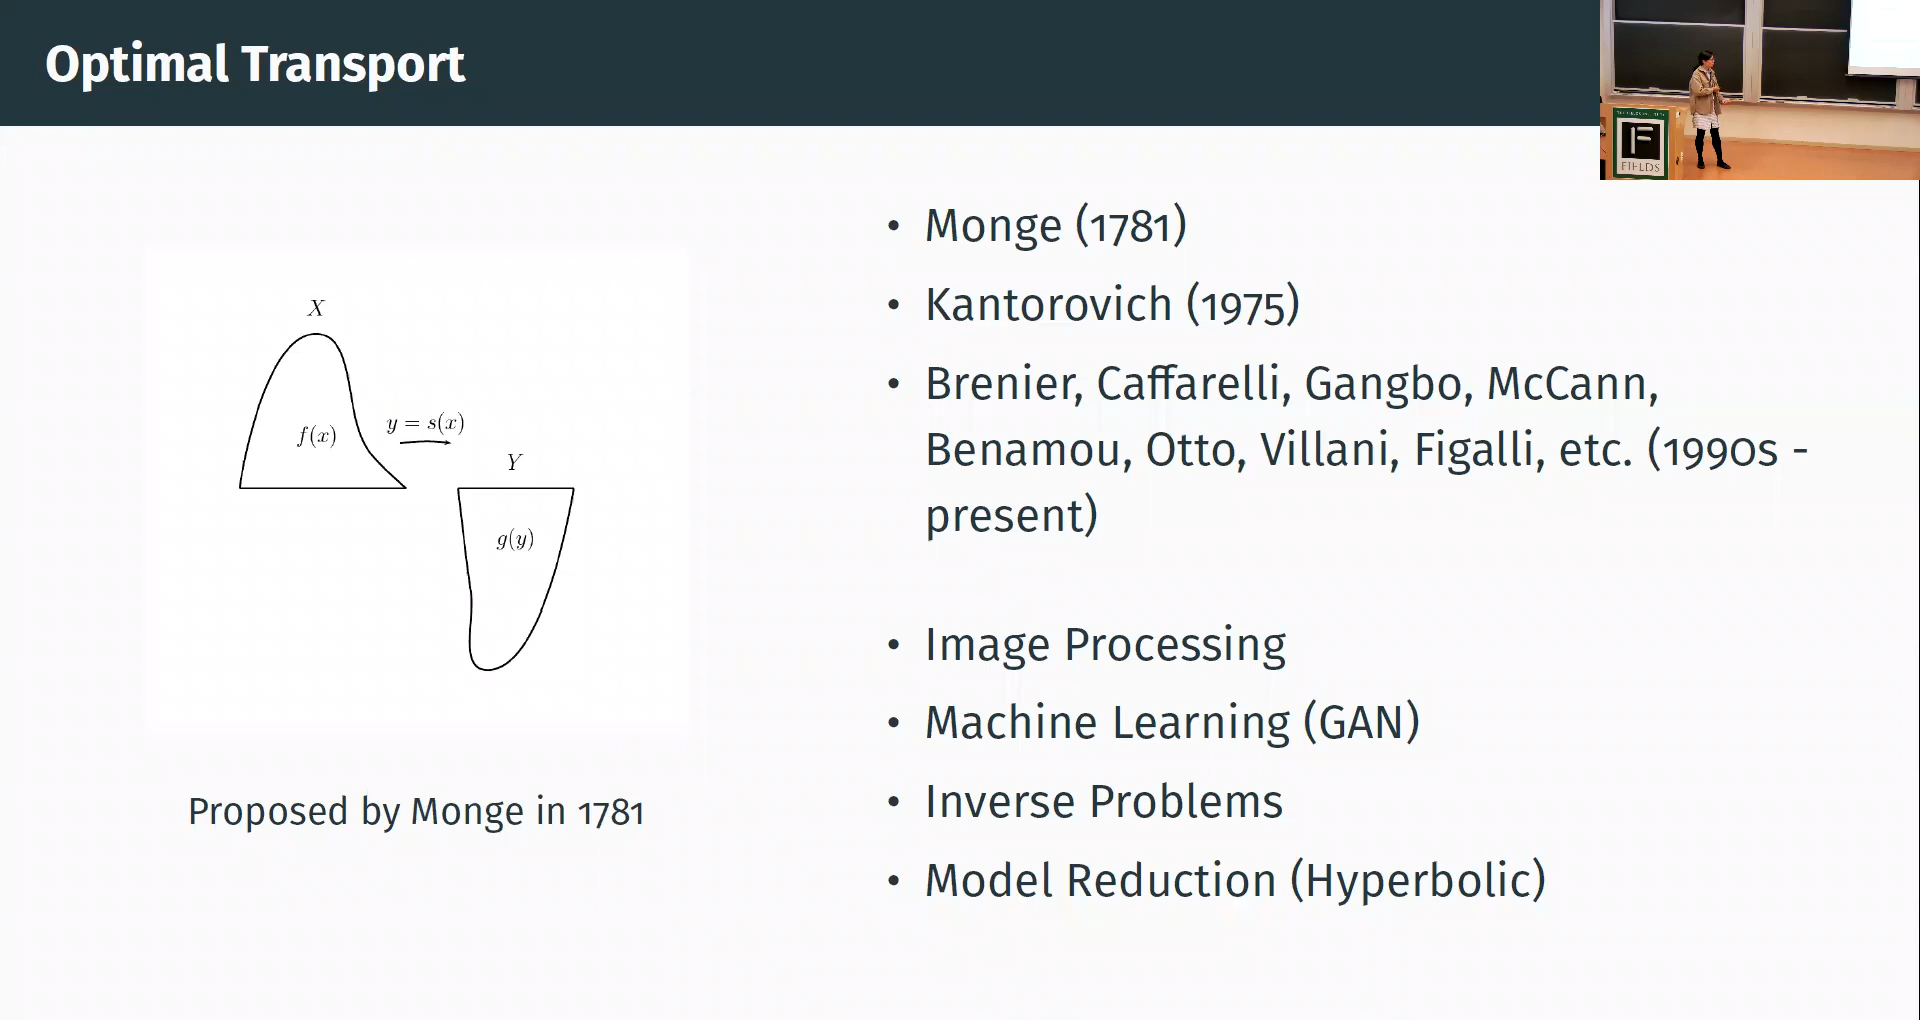 Optimal Transport
FIELDS
X
f(x)
y = s(x)
Y
g(y)
Proposed by Monge in 1781
• Monge (1781)
• Kantorovich (1975)
• Brenier, Caffarelli, Gangbo, McCann,
Benamou, Otto, Villani, Figalli, etc. (1990s -
present)
• Image Processing
• Machine Learning (GAN)
• Inverse Problems
• Model Reduction (Hyperbolic)